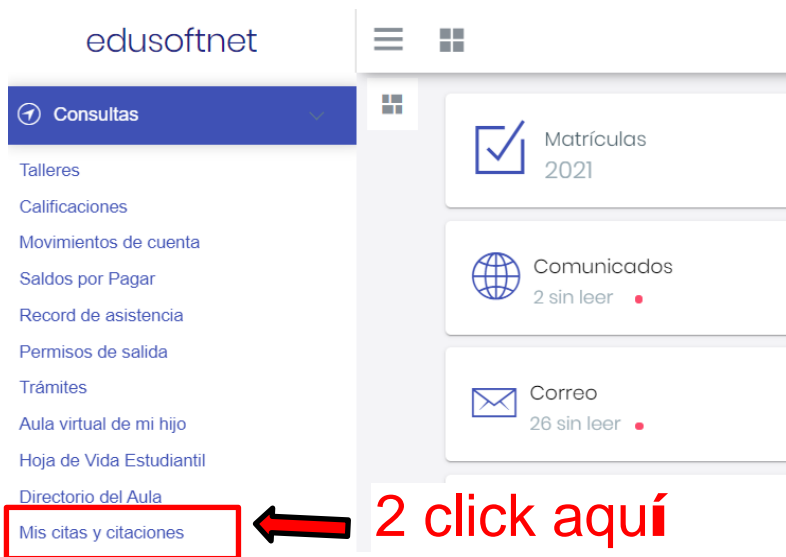 edusoftnet
Consultas
Talleres
Calificaciones
Movimientos de cuenta
Saldos por Pagar
Record de asistencia
Permisos de salida
Trámites
Aula virtual de mi hijo
Hoja de Vida Estudiantil
Directorio del Aula
Mis citas y citaciones
Matrículas
2021
Comunicados
2 sin leer
Correo
26 sin leer
2 click aquí